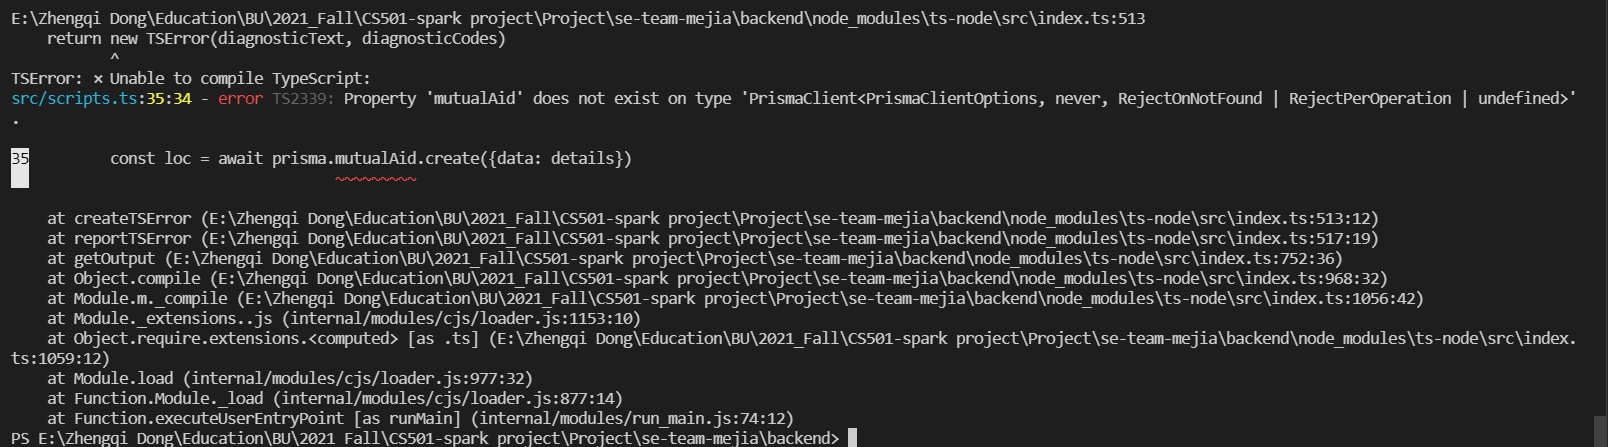 E:\Zhengqi Dong\Education\BU\2021_Fall\CS501-spark project\Project\se-team-mejia\backend\node_modules\ts-node\src\index.ts:513
    return new TSError(diagnosticText, diagnosticCodes)
           ^
TSError: ⨯ Unable to compile TypeScript:
src/scripts.ts:35:34 - error TS2339: Property 'mutualAid' does not exist on type 'PrismaClient<PrismaClientOptions, never, RejectOnNotFound | RejectPerOperation | undefined>'
.
35         const loc = await prisma.mutualAid.create({data: details})
                                    ~~~~~~~~~
    at createTSError (E:\Zhengqi Dong\Education\BU\2021_Fall\CS501-spark project\Project\se-team-mejia\backend\node_modules\ts-node\src\index.ts:513:12)
    at reportTSError (E:\Zhengqi Dong\Education\BU\2021_Fall\CS501-spark project\Project\se-team-mejia\backend\node_modules\ts-node\src\index.ts:517:19)
    at getOutput (E:\Zhengqi Dong\Education\BU\2021_Fall\CS501-spark project\Project\se-team-mejia\backend\node_modules\ts-node\src\index.ts:752:36)
    at Object.compile (E:\Zhengqi Dong\Education\BU\2021_Fall\CS501-spark project\Project\se-team-mejia\backend\node_modules\ts-node\src\index.ts:968:32)
    at Module.m._compile (E:\Zhengqi Dong\Education\BU\2021_Fall\CS501-spark project\Project\se-team-mejia\backend\node_modules\ts-node\src\index.ts:1056:42)
    at Module._extensions..js (internal/modules/cjs/loader.js:1153:10)
    at Object.require.extensions.<computed> [as .ts] (E:\Zhengqi Dong\Education\BU\2021_Fall\CS501-spark project\Project\se-team-mejia\backend\node_modules\ts-node\src\index.
ts:1059:12)
    at Module.load (internal/modules/cjs/loader.js:977:32)
    at Function.Module._load (internal/modules/cjs/loader.js:877:14)
    at Function.executeUserEntryPoint [as runMain] (internal/modules/run_main.js:74:12)
PS E:\Zhengqi Dong\Education\BU\2021_Fall\CS501-spark project\Project\se-team-mejia\backend>